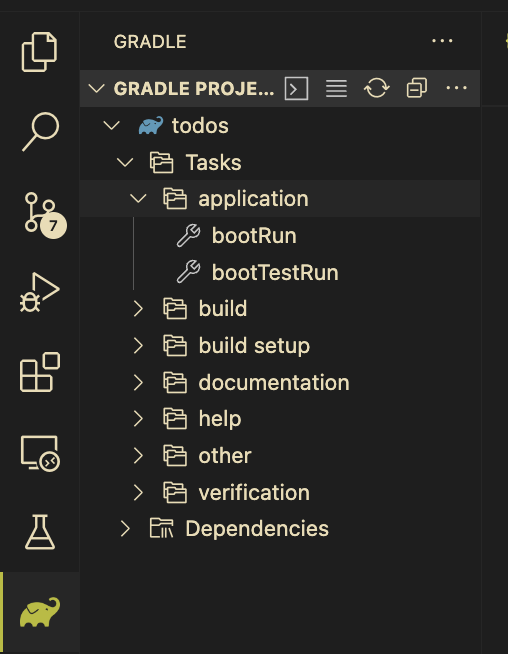 GRADLE
GRADLE PROJE...
todos
Tasks
application
7
bootRun
bootTestRun
build
build setup
documentation
help
other
verification
Dependencies